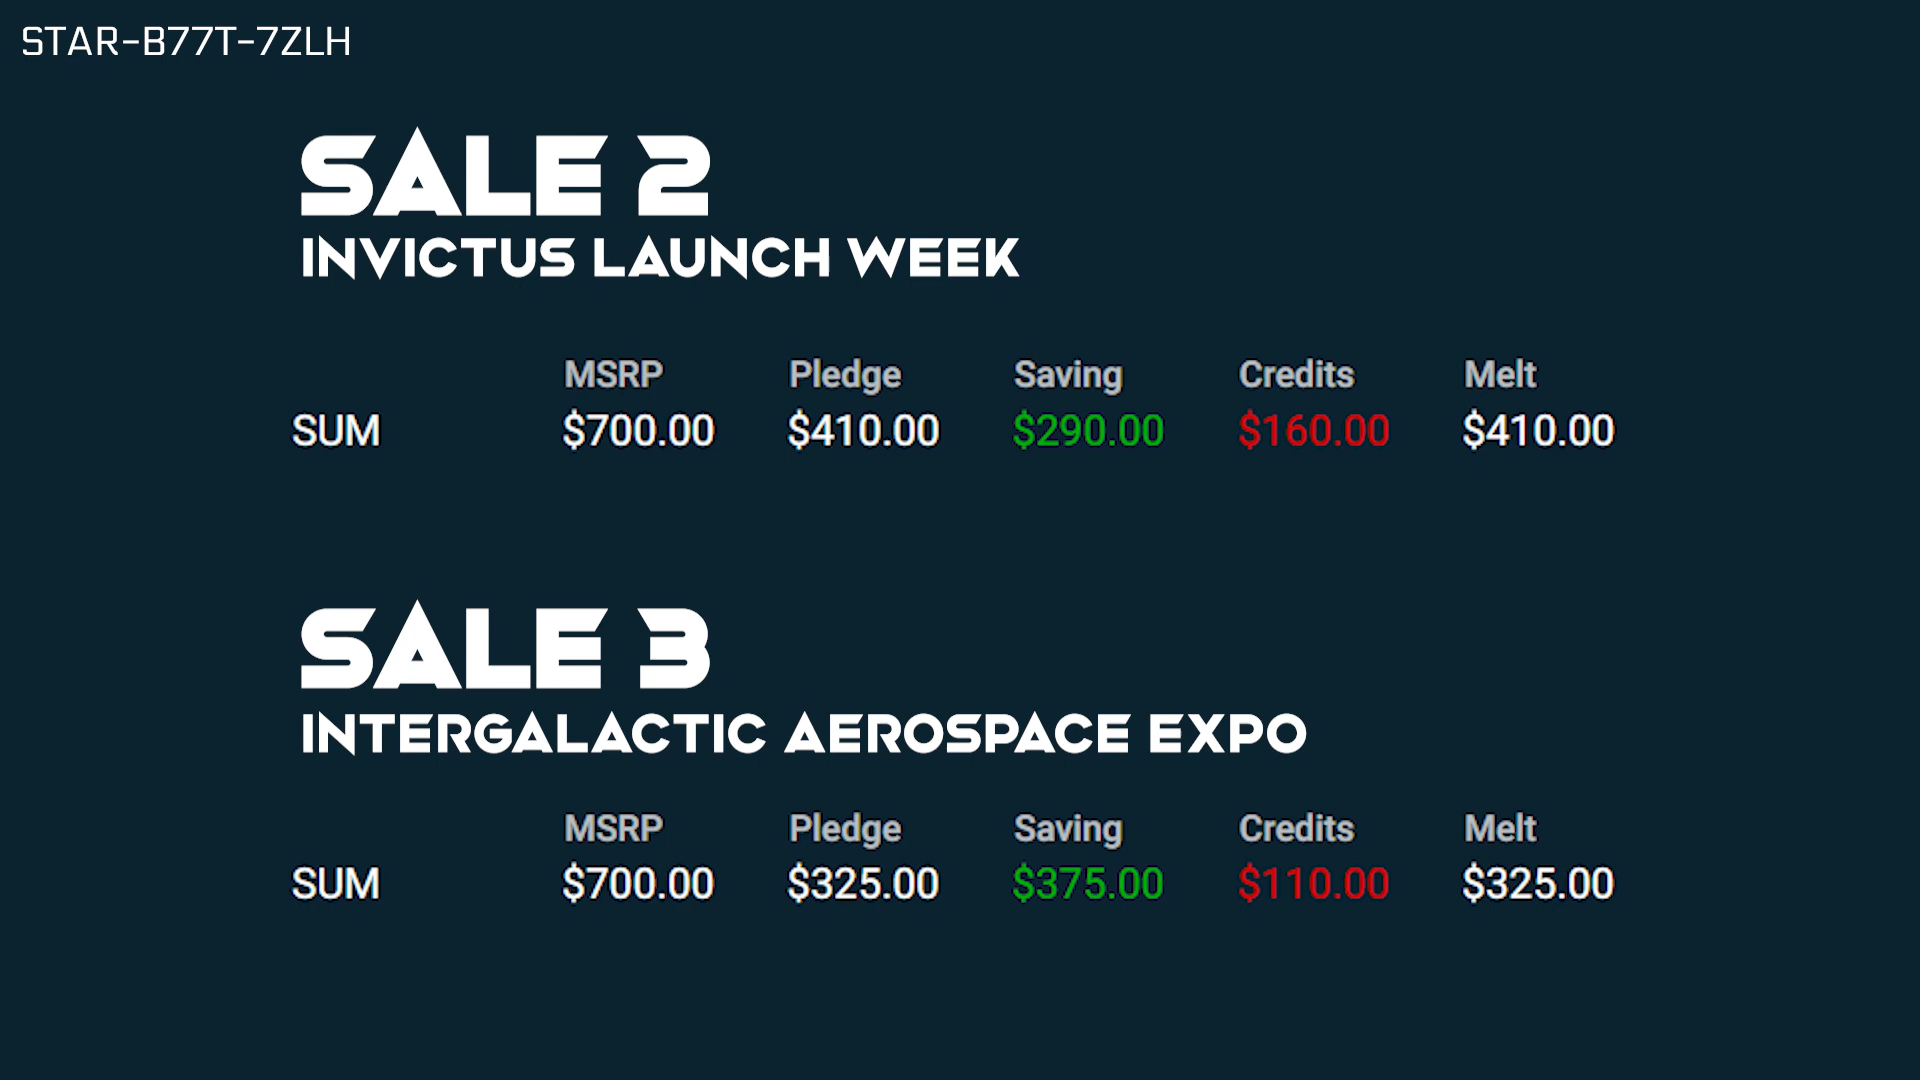 STAR-B77T-7ZLH
SALE 2
INVICTUS LAUNCH WEEK
MSRP Pledge Saving Credits Melt
SUM $700.00 $410.00 $290.00 $160.00 $410.00
SALE 3
INTERGALACTIC AEROSPACE EXPO
MSRP Pledge Saving Credits Melt
SUM $700.00 $325.00 $375.00 $110.00 $325.00